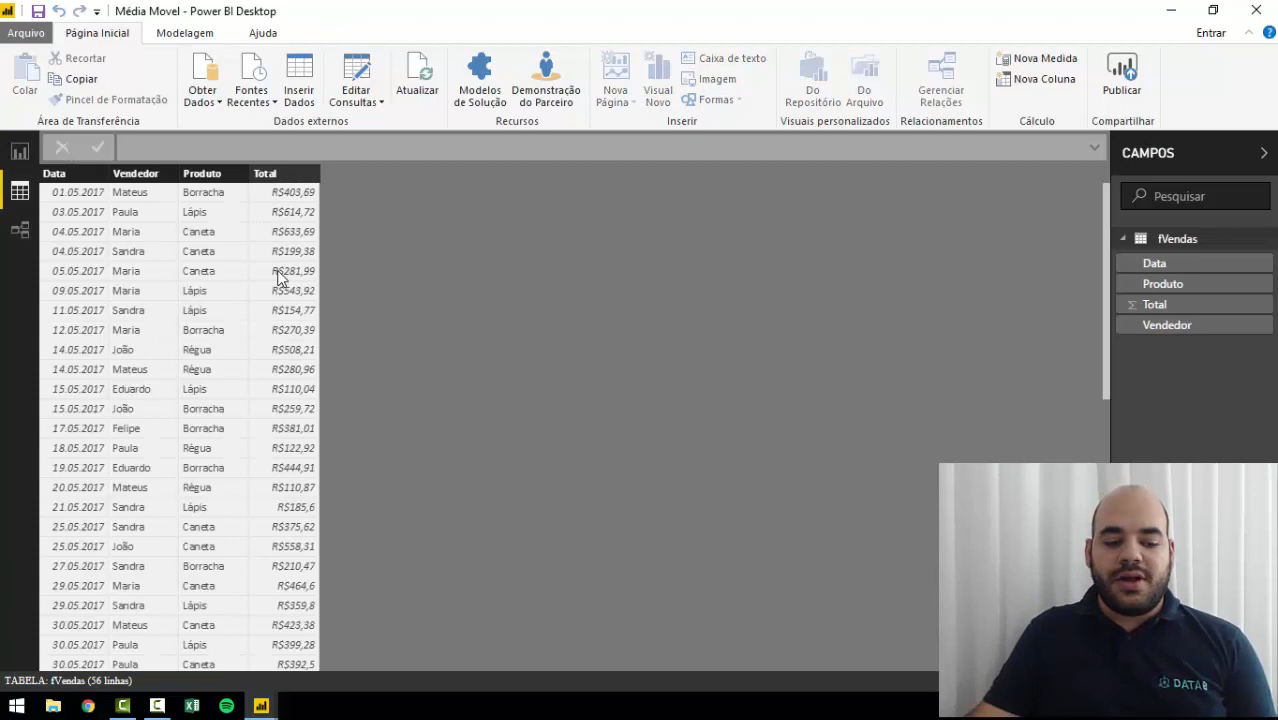 Média Movel - Power BI Desktop
Arquivo
Página Inicial
Modelagem
Ajuda
Entrar
Colar
Recortar
Copiar
Pincel de Formatação
Área de Transferência
Obter Dados
Fontes Recentes
Inserir Dados
Editar Consultas
Atualizar
Dados externos
Modelos de Solução
Demonstração do Parceiro
Recursos
Nova Página
Visual Novo
Caixa de texto
Imagem
Formas
Inserir
Do Repositório
Do Arquivo
Visuais personalizados
Gerenciar Relações
Relacionamentos
Nova Medida
Nova Coluna
Cálculo
Publicar
Compartilhar
Data Vendedor Produto Total
01.05.2017 Mateus Borracha R$403,69
03.05.2017 Paula Lápis R$614,72
04.05.2017 Maria Caneta R$633,69
04.05.2017 Sandra Caneta R$199,38
05.05.2017 Maria Caneta R$281,99
09.05.2017 Maria Lápis R$543,92
11.05.2017 Sandra Lápis R$154,77
12.05.2017 Maria Borracha R$270,39
14.05.2017 João Régua R$508,21
14.05.2017 Mateus Régua R$280,96
15.05.2017 Eduardo Lápis R$110,04
15.05.2017 João Borracha R$259,72
17.05.2017 Felipe Borracha R$381,01
18.05.2017 Paula Régua R$122,92
19.05.2017 Eduardo Borracha R$444,91
20.05.2017 Mateus Régua R$110,87
21.05.2017 Sandra Lápis R$185,6
25.05.2017 Sandra Caneta R$375,62
25.05.2017 João Caneta R$558,31
27.05.2017 Sandra Borracha R$210,47
29.05.2017 Maria Caneta R$464,6
29.05.2017 Sandra Lápis R$359,8
30.05.2017 Mateus Caneta R$423,38
30.05.2017 Paula Lápis R$399,28
30.05.2017 Paula Caneta R$392,5
TABELA: fVendas (56 linhas)
CAMPOS
Pesquisar
fVendas
Data
Produto
Total
Vendedor
DATAB